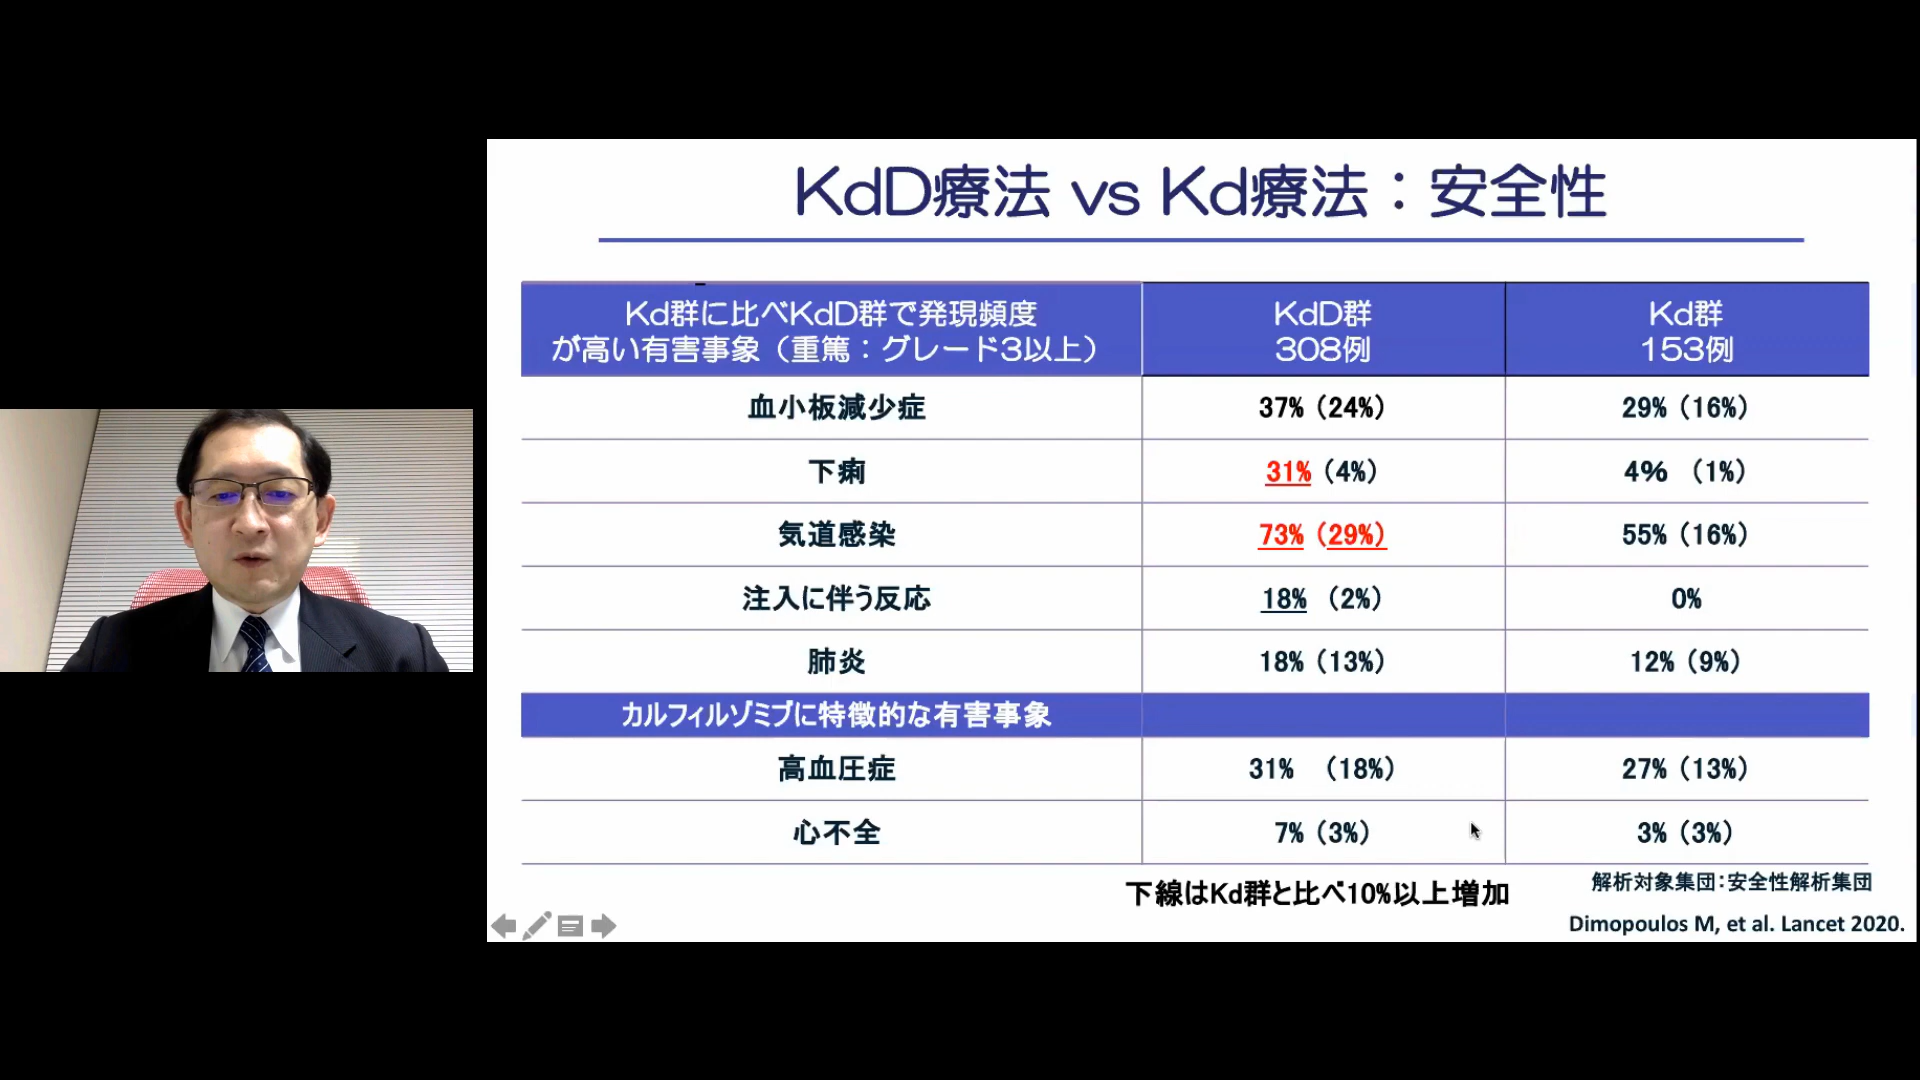 KdD療法 vs Kd療法：安全性
Kd群に比べKdD群で発現頻度
が高い有害事象（重篤：グレード3以上）
KdD群
308例
Kd群
153例
血小板減少症 37%（24%） 29%（16%）
下痢 31%（4%） 4%（1%）
気道感染 73%（29%） 55%（16%）
注入に伴う反応 18%（2%） 0%
肺炎 18%（13%） 12%（9%）
カルフィルゾミブに特徴的な有害事象
高血圧症 31%（18%） 27%（13%）
心不全 7%（3%） 3%（3%）
下線はKd群と比べ10%以上増加
解析対象集団：安全性解析集団
Dimopoulos M, et al. Lancet 2020.